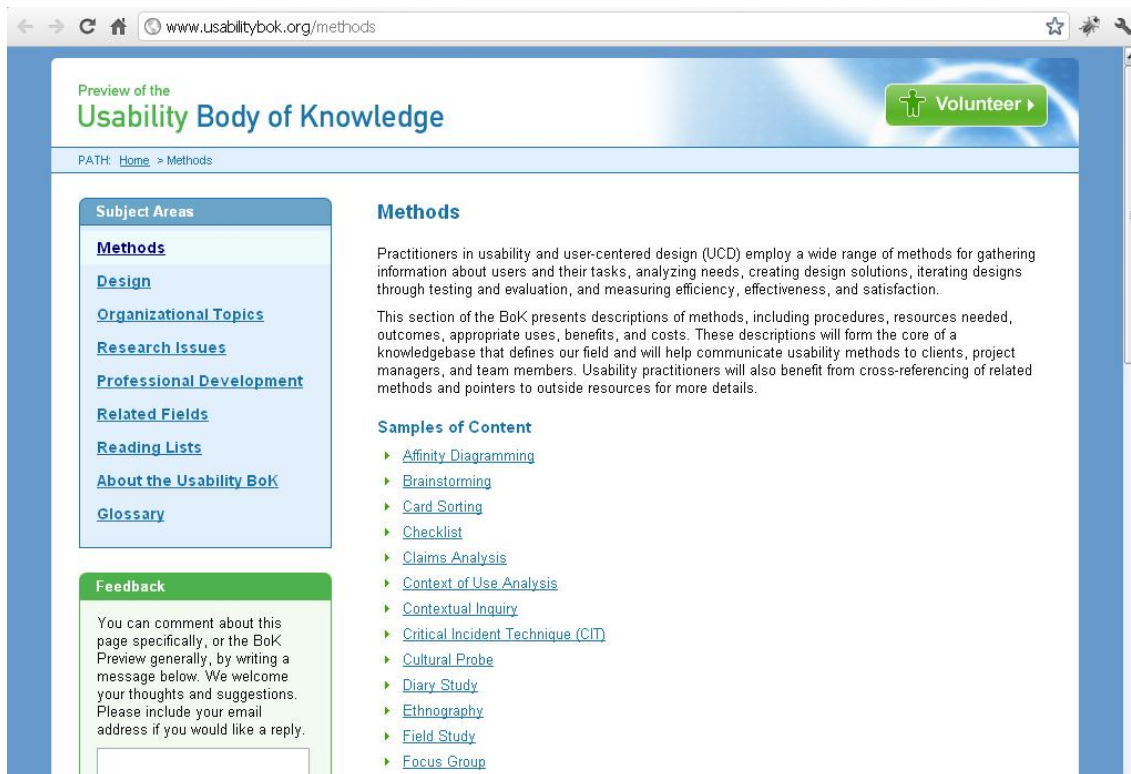 www.usabilitybok.org/methods
Preview of the
Usability Body of Knowledge
Volunteer
PATH: Home > Methods
Subject Areas
Methods
Design
Organizational Topics
Research Issues
Professional Development
Related Fields
Reading Lists
About the Usability BoK
Glossary
Feedback
You can comment about this
page specifically, or the BoK
Preview generally, by writing a
message below. We welcome
your thoughts and suggestions.
Please include your email
address if you would like a reply.
Methods
Practitioners in usability and user-centered design (UCD) employ a wide range of methods for gathering
information about users and their tasks, analyzing needs, creating design solutions, iterating designs
through testing and evaluation, and measuring efficiency, effectiveness, and satisfaction.
This section of the BoK presents descriptions of methods, including procedures, resources needed,
outcomes, appropriate uses, benefits, and costs. These descriptions will form the core of a
knowledgebase that defines our field and will help communicate usability methods to clients, project
managers, and team members. Usability practitioners will also benefit from cross-referencing of related
methods and pointers to outside resources for more details.
Samples of Content
Affinity Diagramming
Brainstorming
Card Sorting
Checklist
Claims Analysis
Context of Use Analysis
Contextual Inquiry
Critical Incident Technique (CIT)
Cultural Probe
Diary Study
Ethnography
Field Study
Focus Group